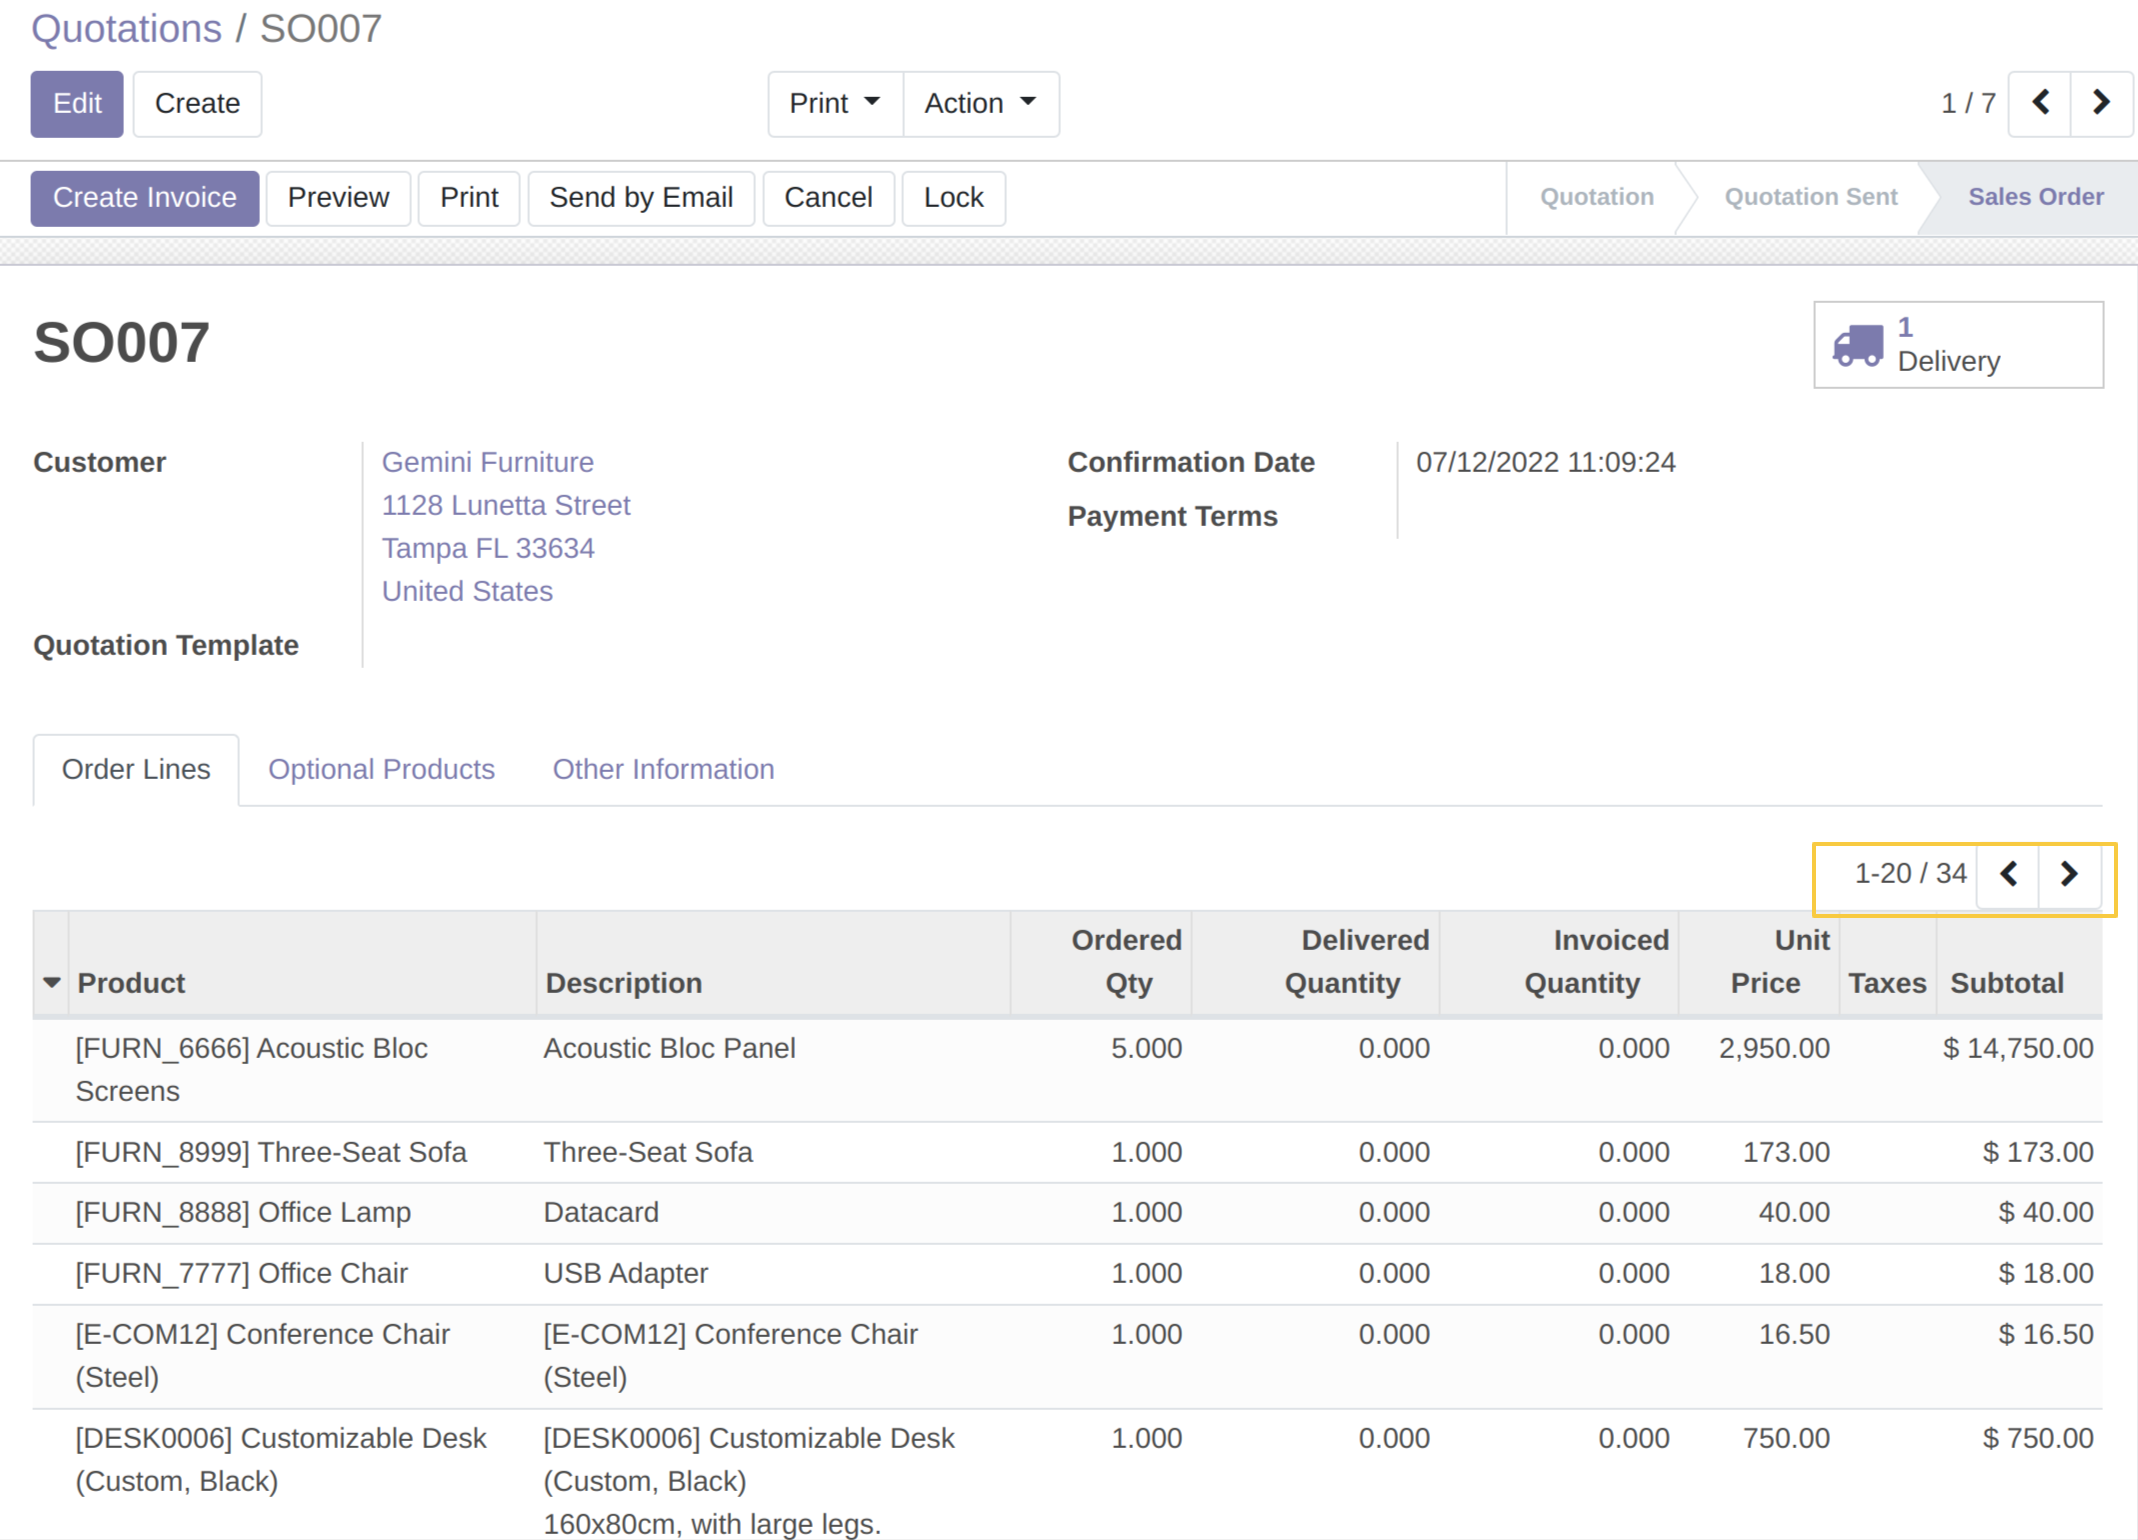 Quotations / SO007
Edit Create Print Action 1 / 7
Create Invoice Preview Print Send by Email Cancel Lock Quotation Quotation Sent Sales Order
SO007
1
Delivery
Customer Gemini Furniture Confirmation Date 07/12/2022 11:09:24
1128 Lunetta Street
Payment Terms
Tampa FL 33634
United States
Quotation Template
Order Lines Optional Products Other Information
1-20 / 34
Ordered Delivered Invoiced Unit
Product Description Qty Quantity Quantity Price Taxes Subtotal
[FURN_6666] Acoustic Bloc Acoustic Bloc Panel 5.000 0.000 0.000 2,950.00 $ 14,750.00
Screens
[FURN_8999] Three-Seat Sofa Three-Seat Sofa 1.000 0.000 0.000 173.00 $ 173.00
[FURN_8888] Office Lamp Datacard 1.000 0.000 0.000 40.00 $ 40.00
[FURN_7777] Office Chair USB Adapter 1.000 0.000 0.000 18.00 $ 18.00
[E-COM12] Conference Chair [E-COM12] Conference Chair 1.000 0.000 0.000 16.50 $ 16.50
(Steel) (Steel)
[DESK0006] Customizable Desk [DESK0006] Customizable Desk 1.000 0.000 0.000 750.00 $ 750.00
(Custom, Black) (Custom, Black)
160x80cm, with large legs.